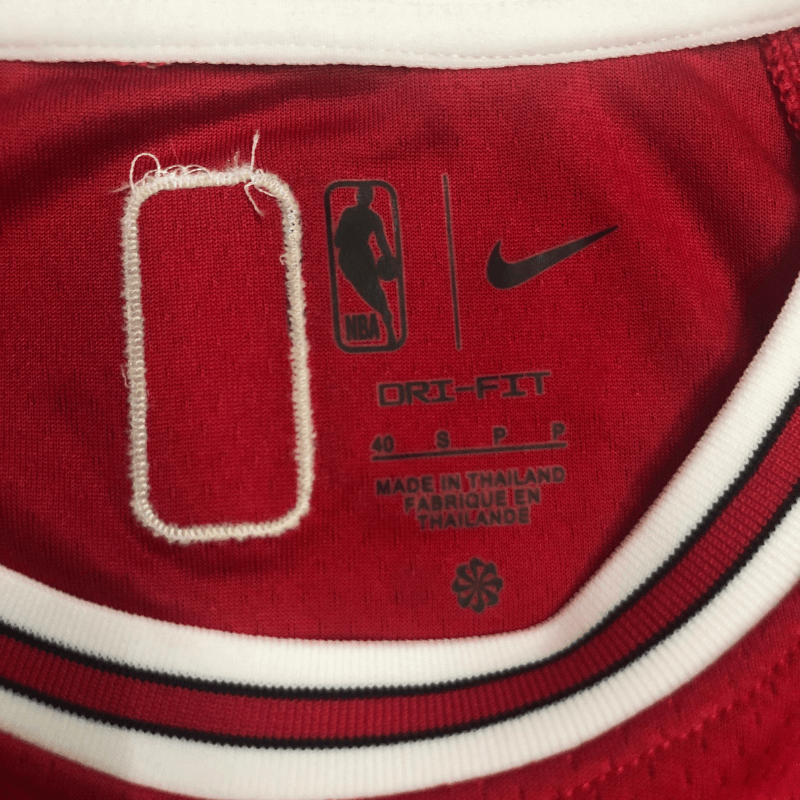 NBA
DRI-FIT
40 S P P
MADE IN THAILAND
FABRIQUE EN
THAILANDE